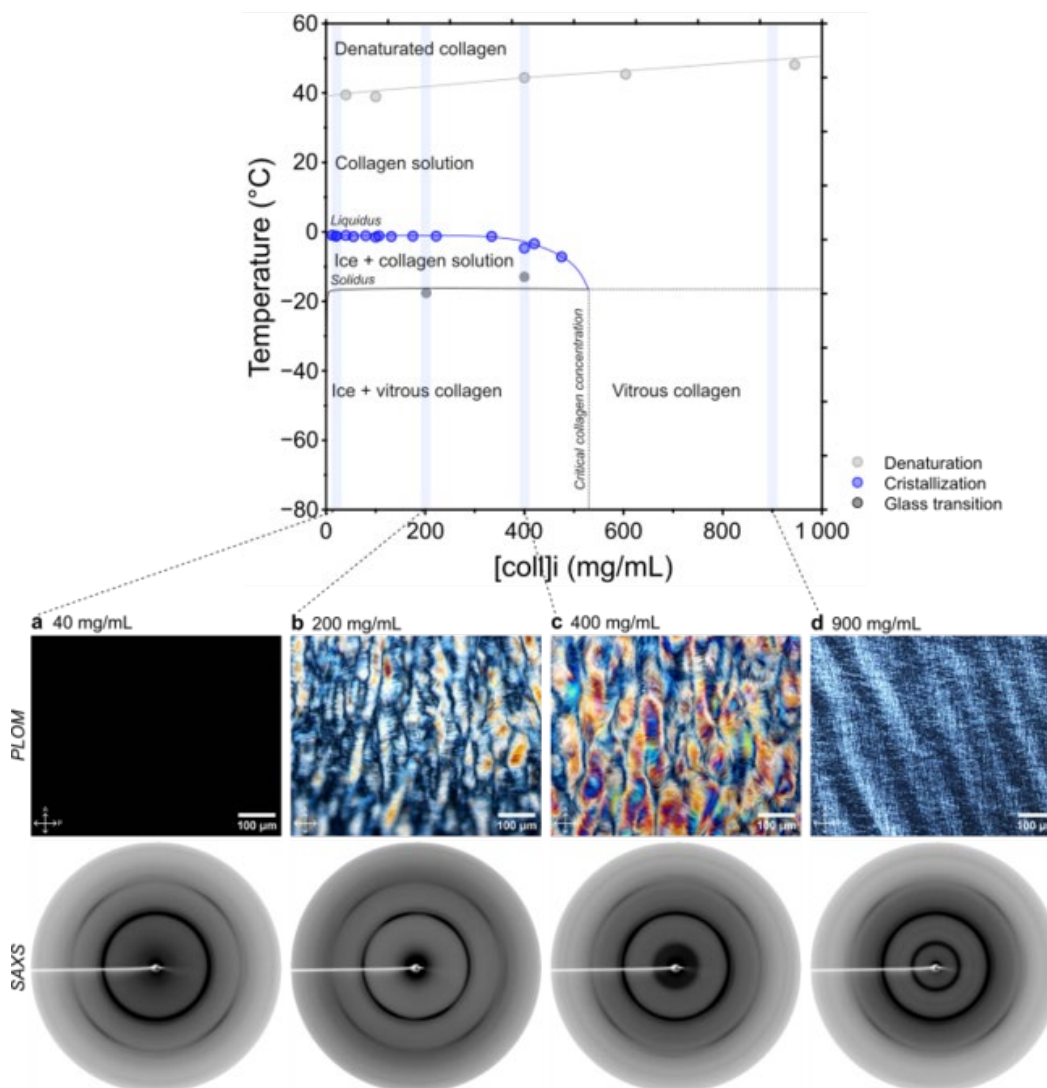 60
40
20
0
−20
−40
−60
−80
Temperature (°C)
Denaturated collagen
Collagen solution
Liquidus
Ice + collagen solution
Solidus
Ice + vitrous collagen
Critical collagen concentration
Vitrous collagen
Denaturation
Cristallization
Glass transition
0 200 400 600 800 1 000
[coll]i (mg/mL)
a 40 mg/mL
b 200 mg/mL
c 400 mg/mL
d 900 mg/mL
PLOM
P
100 µm
100 µm
100 µm
100 µm
SAXS